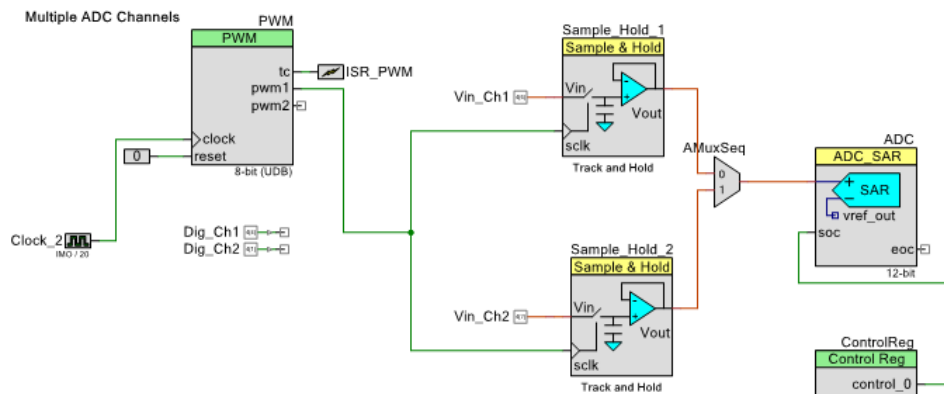 Multiple ADC Channels
PWM
PWM
tc
ISR_PWM
pwm1
pwm2
clock
0
reset
8-bit (UDB)
Clock_2
IMO / 20
Dig_Ch1
Dig_Ch2
Sample_Hold_1
Sample & Hold
Vin_Ch1
Vin
Vout
sclk
Track and Hold
Sample_Hold_2
Sample & Hold
Vin_Ch2
Vin
Vout
sclk
Track and Hold
AMuxSeq
0
1
ADC
ADC_SAR
SAR
vref_out
soc
eoc
12-bit
ControlReg
Control Reg
control_0